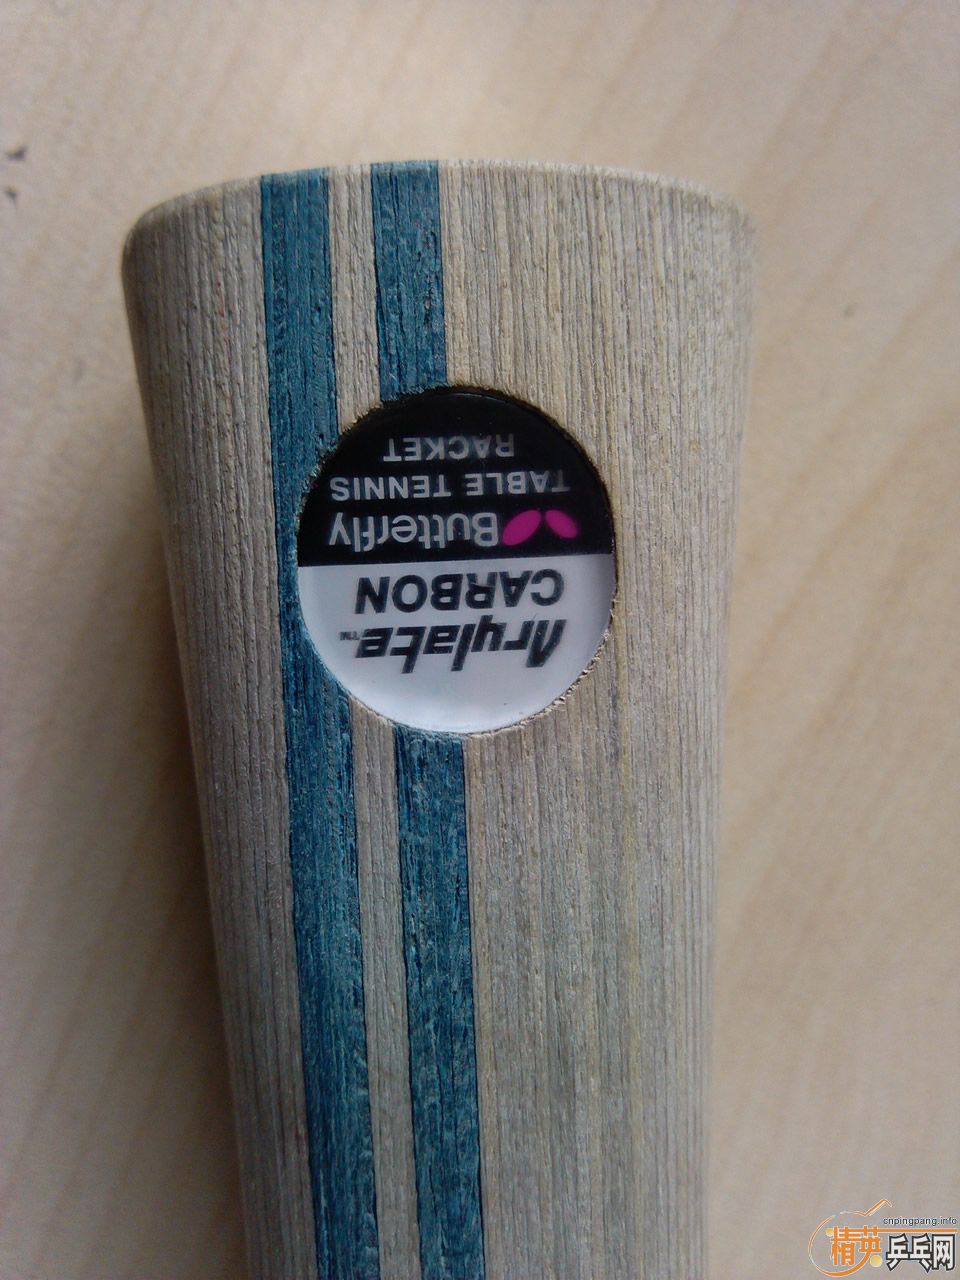 Arylate™
CARBON
Butterfly
TABLE TENNIS
RACKET
cnpingpang.info
精英乒乓网